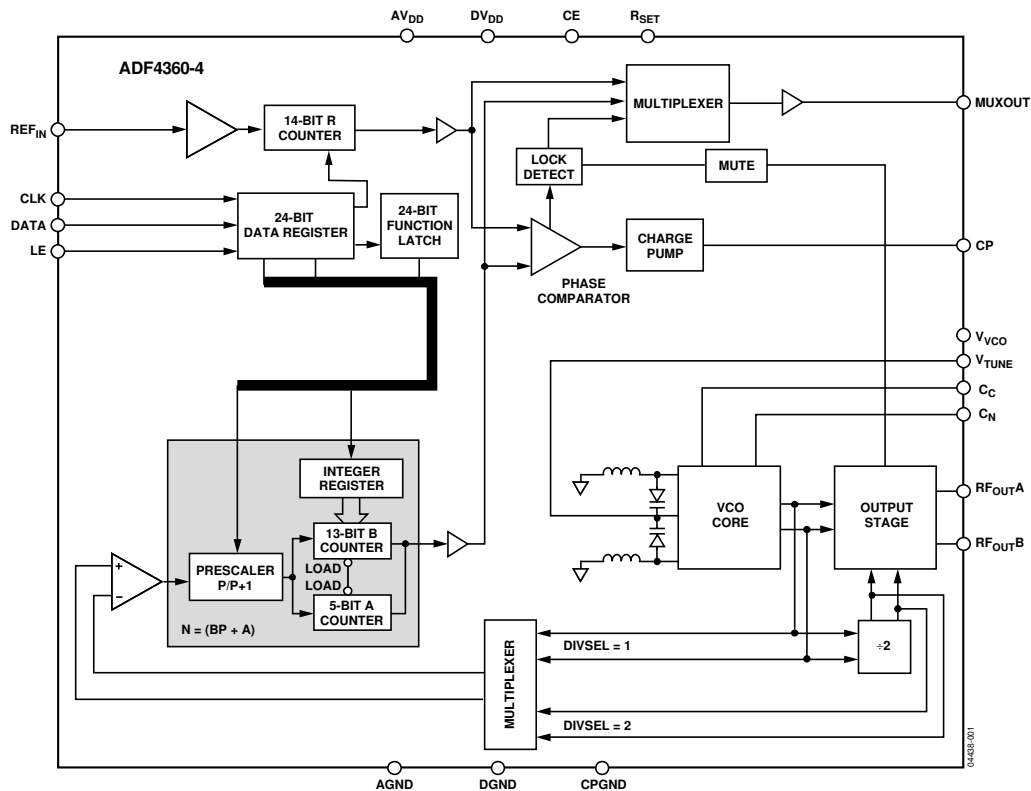 AVDD
DVDD
CE
RSET
ADF4360-4
REFIN
14-BIT R
COUNTER
MULTIPLEXER
MUXOUT
LOCK
DETECT
MUTE
CLK
DATA
LE
24-BIT
DATA REGISTER
24-BIT
FUNCTION
LATCH
CHARGE
PUMP
CP
PHASE
COMPARATOR
VVCO
VTUNE
CC
CN
INTEGER
REGISTER
13-BIT B
COUNTER
LOAD
LOAD
5-BIT A
COUNTER
PRESCALER
P/P+1
+
−
N = (BP + A)
VCO
CORE
OUTPUT
STAGE
RFOUTA
RFOUTB
MULTIPLEXER
DIVSEL = 1
DIVSEL = 2
÷2
AGND
DGND
CPGND
04438-001